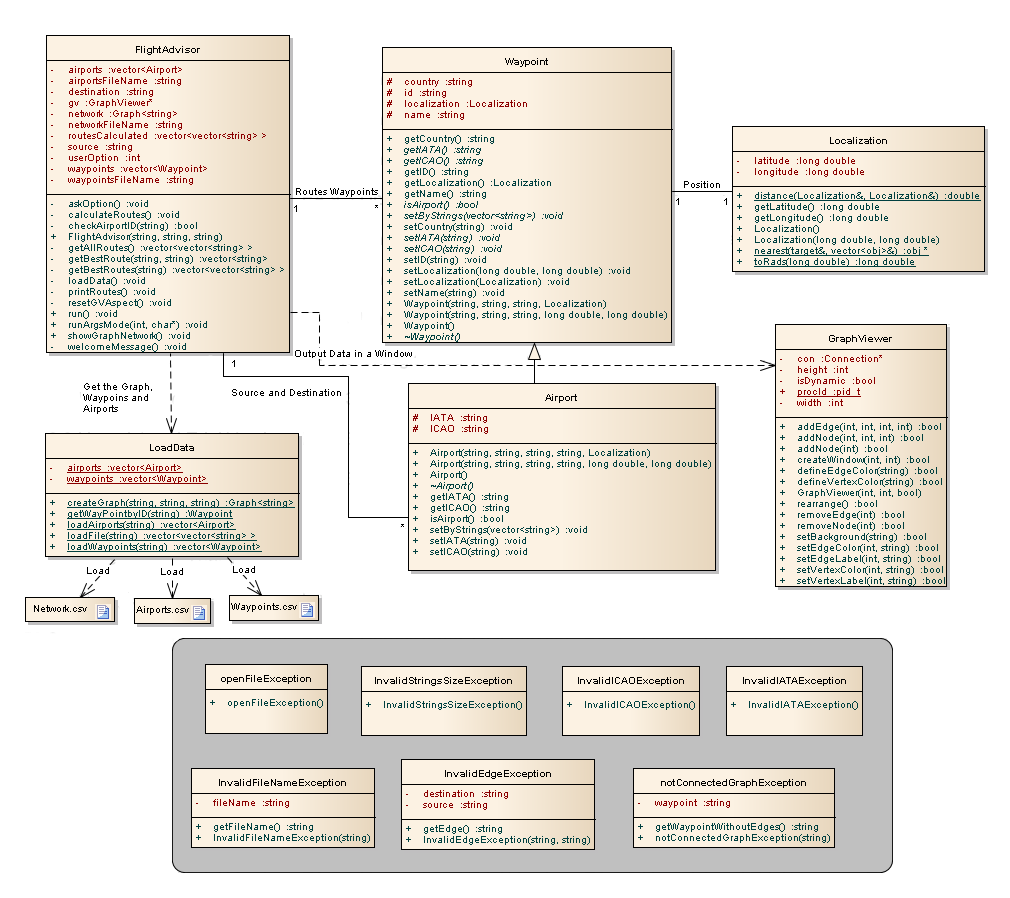 FlightAdvisor
- airports :vector<Airport>
- airportsFileName :string
- destination :string
- gv :GraphViewer*
- network :Graph<string>
- networkFileName :string
- routesCalculated :vector<vector<string> >
- source :string
- userOption :int
- waypoints :vector<Waypoint>
- waypointsFileName :string
- askOption() :void
- calculateRoutes() :void
- checkAirportID(string) :bool
+ FlightAdvisor(string, string, string)
- getAllRoutes() :vector<vector<string> >
- getBestRoute(string, string) :vector<string>
- getBestRoutes(string) :vector<vector<string> >
- loadData() :void
- printRoutes() :void
- resetGVAspect() :void
+ run() :void
+ runArgsMode(int, char*) :void
+ showGraphNetwork() :void
- welcomeMessage() :void
Waypoint
# country :string
# id :string
# localization :Localization
# name :string
+ getCountry() :string
+ getIATA() :string
+ getICAO() :string
+ getID() :string
+ getLocalization() :Localization
+ getName() :string
+ isAirport() :bool
+ setByStrings(vector<string>) :void
+ setCountry(string) :void
+ setIATA(string) :void
+ setICAO(string) :void
+ setID(string) :void
+ setLocalization(long double, long double) :void
+ setLocalization(Localization) :void
+ setName(string) :void
+ Waypoint(string, string, string, Localization)
+ Waypoint(string, string, string, long double, long double)
+ Waypoint()
+ ~Waypoint()
Localization
- latitude :long double
- longitude :long double
+ distance(Localization&, Localization&) :double
+ getLatitude() :long double
+ getLongitude() :long double
+ Localization()
+ Localization(long double, long double)
+ nearest(target&, vector<obj>&) :obj*
+ toRads(long double) :long double
Routes Waypoints
1
*
Position
1
1
Output Data in a Window
1
Source and Destination
*
Get the Graph,
Waypoins and
Airports
GraphViewer
- con :Connection*
- height :int
- isDynamic :bool
+ procId :pid_t
- width :int
+ addEdge(int, int, int, int) :bool
+ addNode(int, int, int) :bool
+ addNode(int) :bool
+ createWindow(int, int) :bool
+ defineEdgeColor(string) :bool
+ defineVertexColor(string) :bool
+ GraphViewer(int, int, bool)
+ rearrange() :bool
+ removeEdge(int) :bool
+ removeNode(int) :bool
+ setBackground(string) :bool
+ setEdgeColor(int, string) :bool
+ setEdgeLabel(int, string) :bool
+ setVertexColor(int, string) :bool
+ setVertexLabel(int, string) :bool
Airport
# IATA :string
# ICAO :string
+ Airport(string, string, string, string, Localization)
+ Airport(string, string, string, string, long double, long double)
+ Airport()
+ ~Airport()
+ getIATA() :string
+ getICAO() :string
+ isAirport() :bool
+ setByStrings(vector<string>) :void
+ setIATA(string) :void
+ setICAO(string) :void
LoadData
- airports :vector<Airport>
- waypoints :vector<Waypoint>
+ createGraph(string, string, string) :Graph<string>
+ getWayPointbyID(string) :Waypoint
+ loadAirports(string) :vector<Airport>
+ loadFile(string) :vector<vector<string> >
+ loadWaypoints(string) :vector<Waypoint>
Load
Load
Load
Network.csv
Airports.csv
Waypoints.csv
openFileException
+ openFileException()
InvalidStringsSizeException
+ InvalidStringsSizeException()
InvalidICAOException
+ InvalidICAOException()
InvalidIATAException
+ InvalidIATAException()
InvalidFileNameException
- fileName :string
+ getFileName() :string
+ InvalidFileNameException(string)
InvalidEdgeException
- destination :string
- source :string
+ getEdge() :string
+ InvalidEdgeException(string, string)
notConnectedGraphException
- waypoint :string
+ getWaypointWithoutEdges() :string
+ notConnectedGraphException(string)